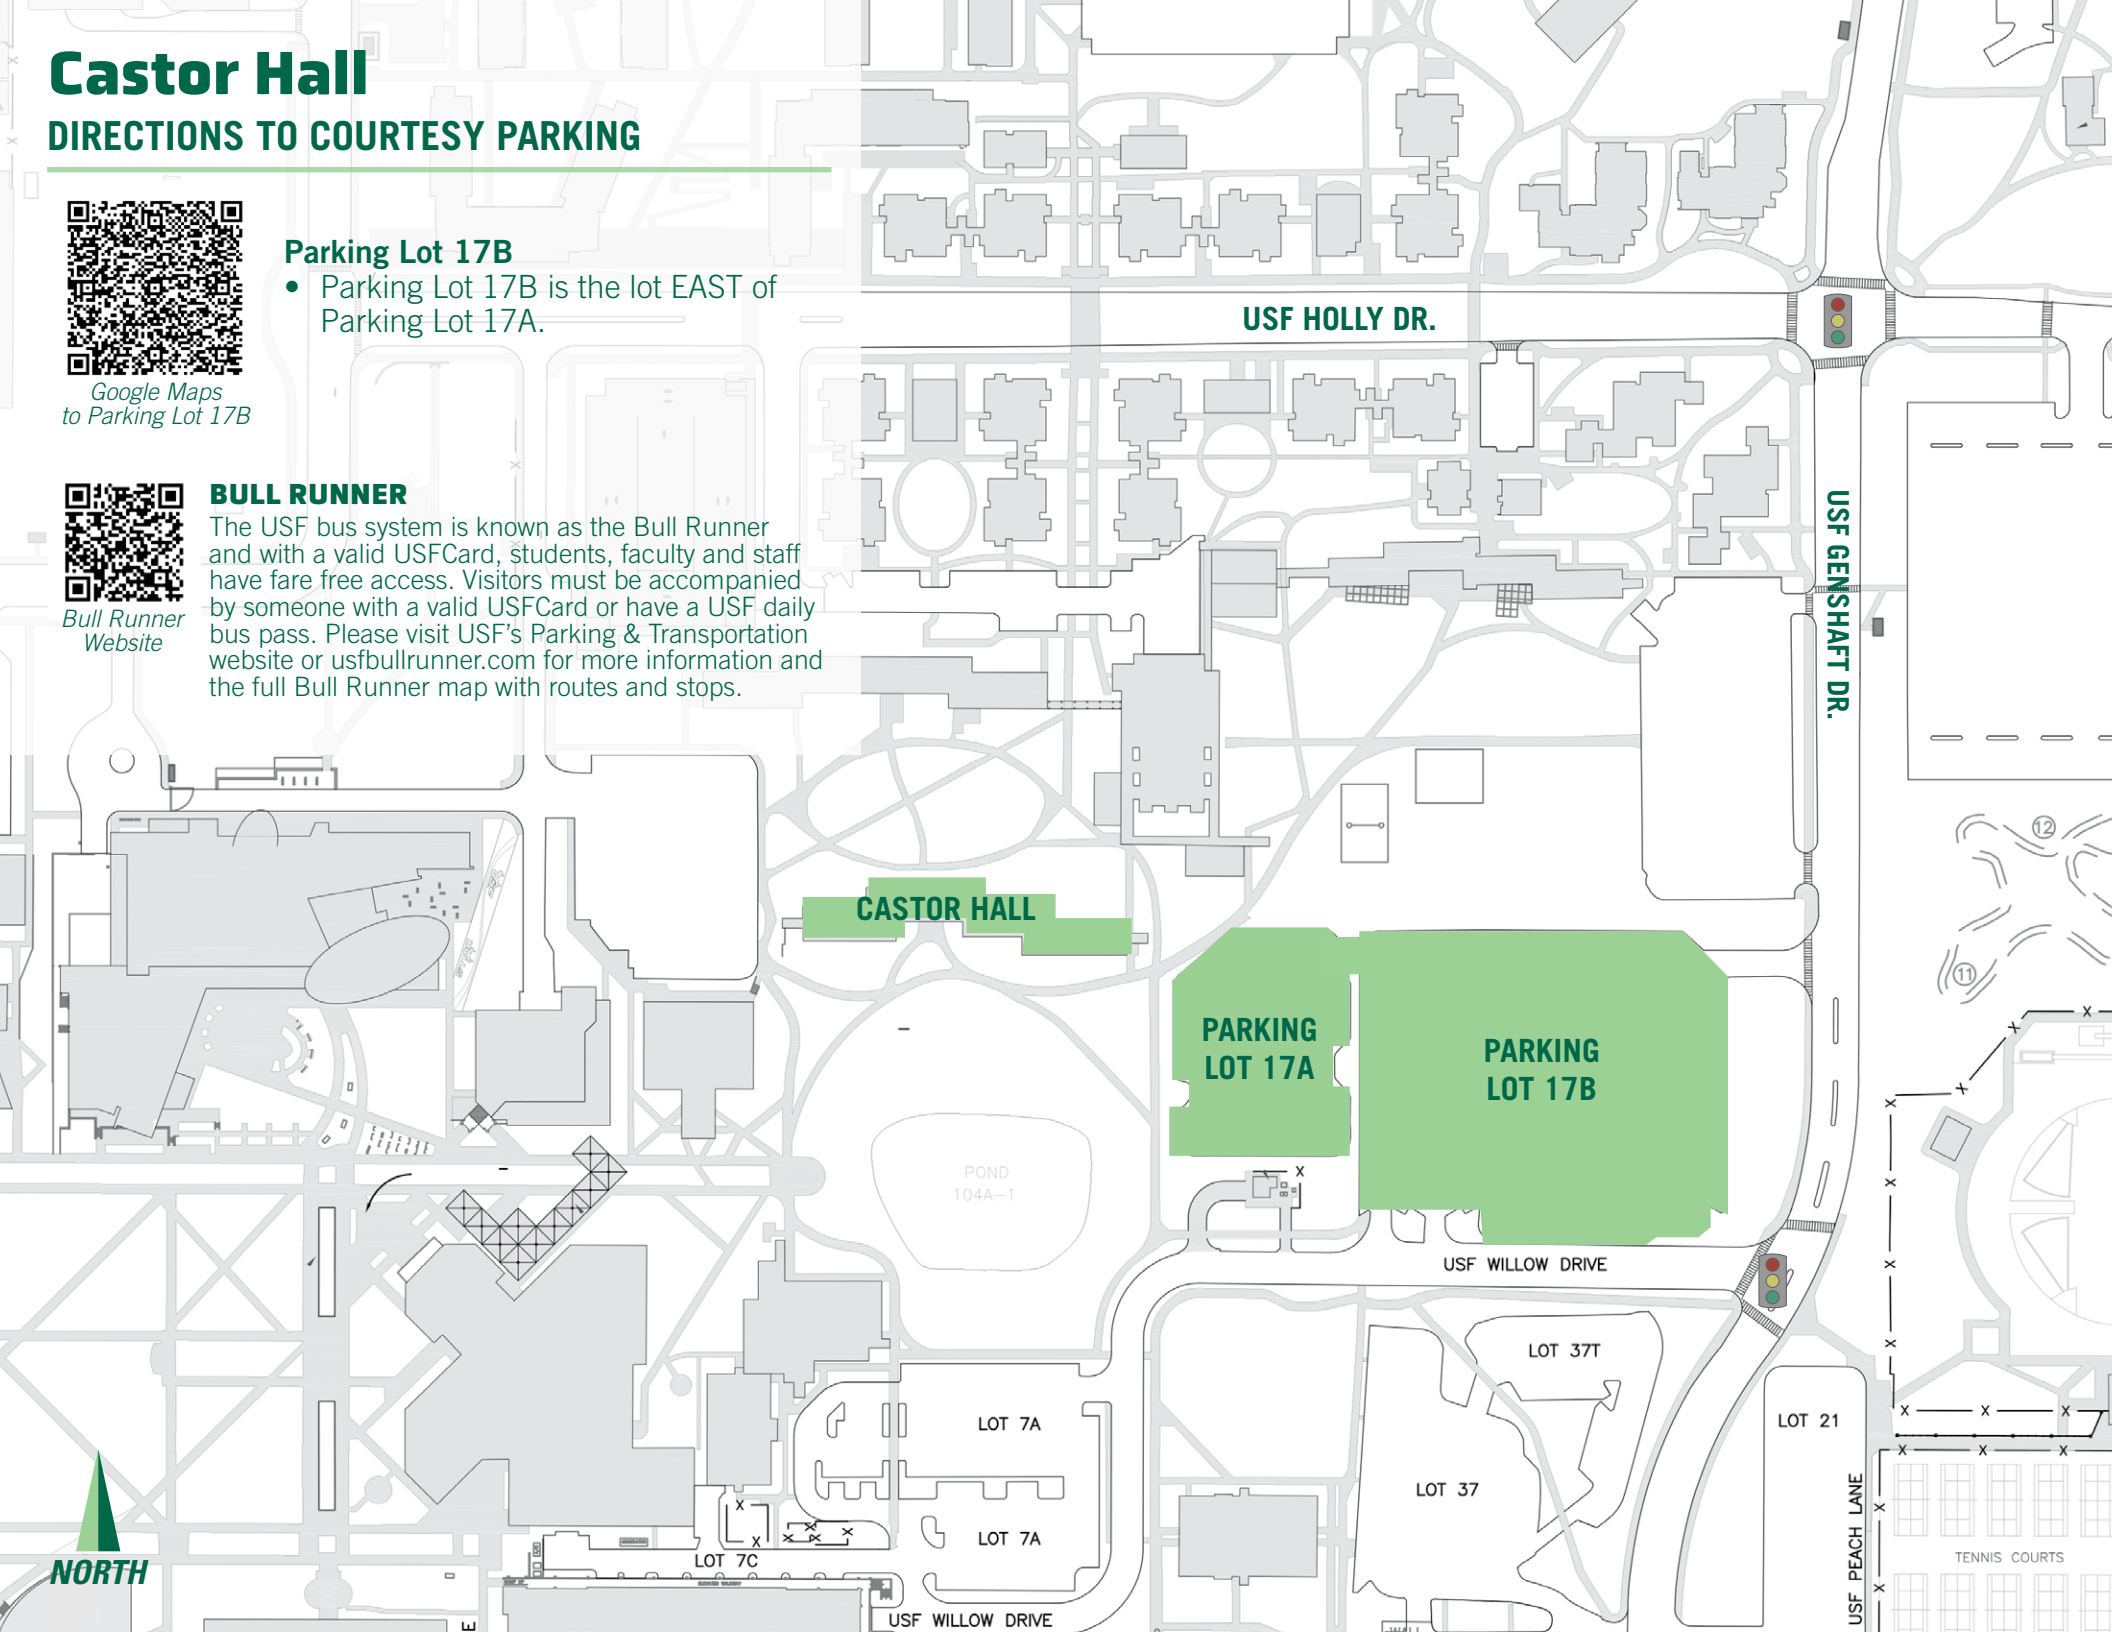 Castor Hall
DIRECTIONS TO COURTESY PARKING
Parking Lot 17B
• Parking Lot 17B is the lot EAST of
Parking Lot 17A.
Google Maps
to Parking Lot 17B
BULL RUNNER
The USF bus system is known as the Bull Runner
and with a valid USFCard, students, faculty and staff
have fare free access. Visitors must be accompanied
by someone with a valid USFCard or have a USF daily
bus pass. Please visit USF's Parking & Transportation
website or usfbullrunner.com for more information and
the full Bull Runner map with routes and stops.
Bull Runner
Website
USF HOLLY DR.
USF GENSHAFT DR.
12
11
CASTOR HALL
PARKING
LOT 17A
PARKING
LOT 17B
POND
104A-1
USF WILLOW DRIVE
LOT 37T
LOT 37
LOT 21
LOT 7A
LOT 7A
LOT 7C
USF WILLOW DRIVE
USF PEACH LANE
TENNIS COURTS
NORTH